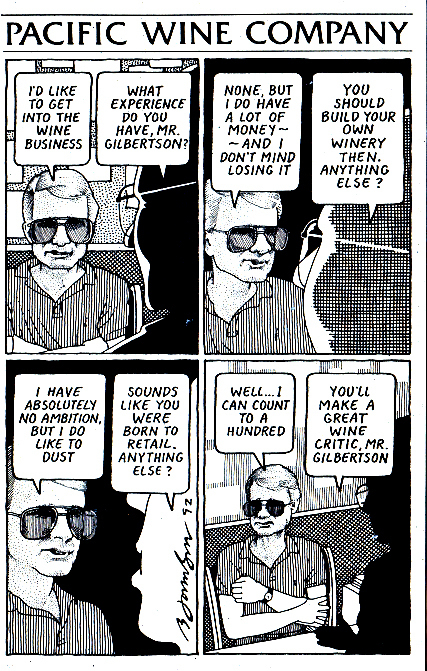 PACIFIC WINE COMPANY
I'D LIKE
TO GET
INTO THE
WINE
BUSINESS
WHAT
EXPERIENCE
DO YOU
HAVE, MR.
GILBERTSON?
NONE, BUT
I DO HAVE
A LOT OF
MONEY~
~AND I
DON'T MIND
LOSING IT
YOU
SHOULD
BUILD YOUR
OWN
WINERY
THEN.
ANYTHING
ELSE?
I HAVE
ABSOLUTELY
NO AMBITION,
BUT I DO
LIKE TO
DUST
SOUNDS
LIKE YOU
WERE
BORN TO
RETAIL.
ANYTHING
ELSE?
92
WELL...I
CAN COUNT
TO A
HUNDRED
YOU'LL
MAKE A
GREAT
WINE
CRITIC, MR.
GILBERTSON